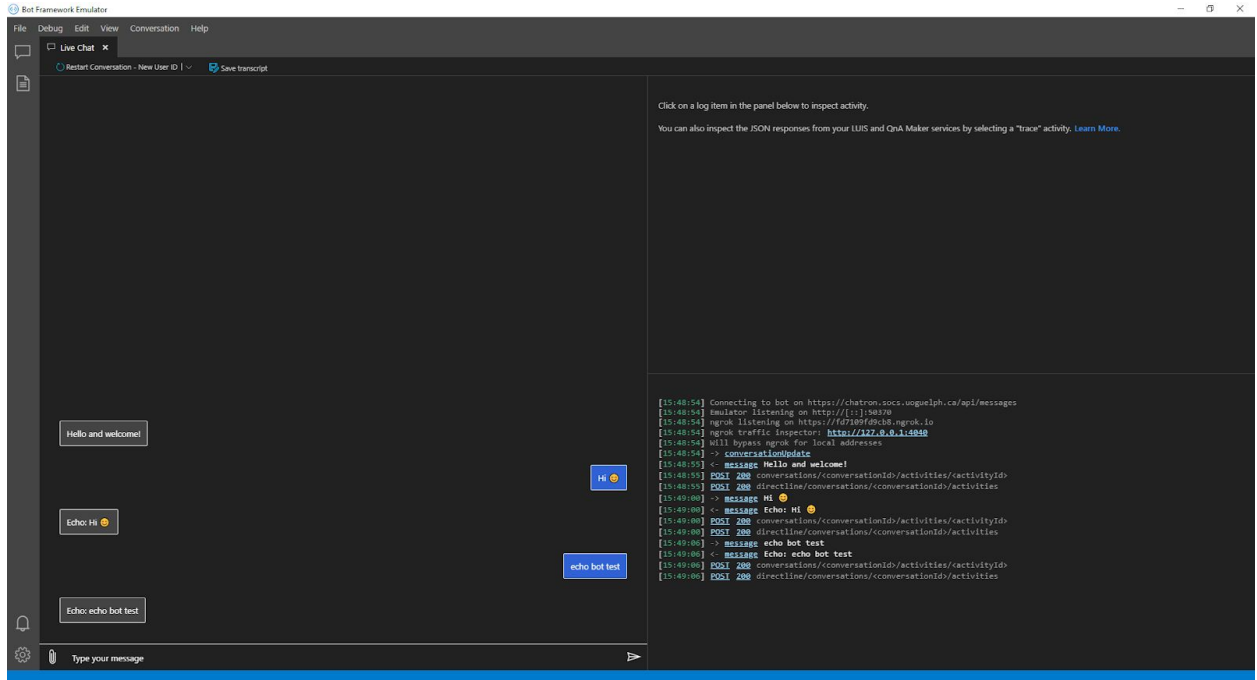 Bot Framework Emulator
File Debug Edit View Conversation Help
Live Chat
Restart Conversation - New User ID
Save transcript
Click on a log item in the panel below to inspect activity.
You can also inspect the JSON responses from your LUIS and QnA Maker services by selecting a "trace" activity. Learn More.
Hello and welcome!
Hi 😊
Echo: Hi 😊
echo bot test
Echo: echo bot test
Type your message
[15:48:54] Connecting to bot on https://chatron.socs.uoguelph.ca/api/messages
[15:48:54] Emulator listening on http://[::]:50370
[15:48:54] ngrok listening on https://fd7109fd9cb8.ngrok.io
[15:48:54] ngrok traffic inspector: http://127.0.0.1:4040
[15:48:54] Will bypass ngrok for local addresses
[15:48:54] -> conversationUpdate
[15:48:55] <- message Hello and welcome!
[15:48:55] POST 200 conversations/<conversationId>/activities/<activityId>
[15:48:55] POST 200 directline/conversations/<conversationId>/activities
[15:49:00] -> message Hi 😊
[15:49:00] <- message Echo: Hi 😊
[15:49:00] POST 200 conversations/<conversationId>/activities/<activityId>
[15:49:00] POST 200 directline/conversations/<conversationId>/activities
[15:49:06] -> message echo bot test
[15:49:06] <- message Echo: echo bot test
[15:49:06] POST 200 conversations/<conversationId>/activities/<activityId>
[15:49:06] POST 200 directline/conversations/<conversationId>/activities